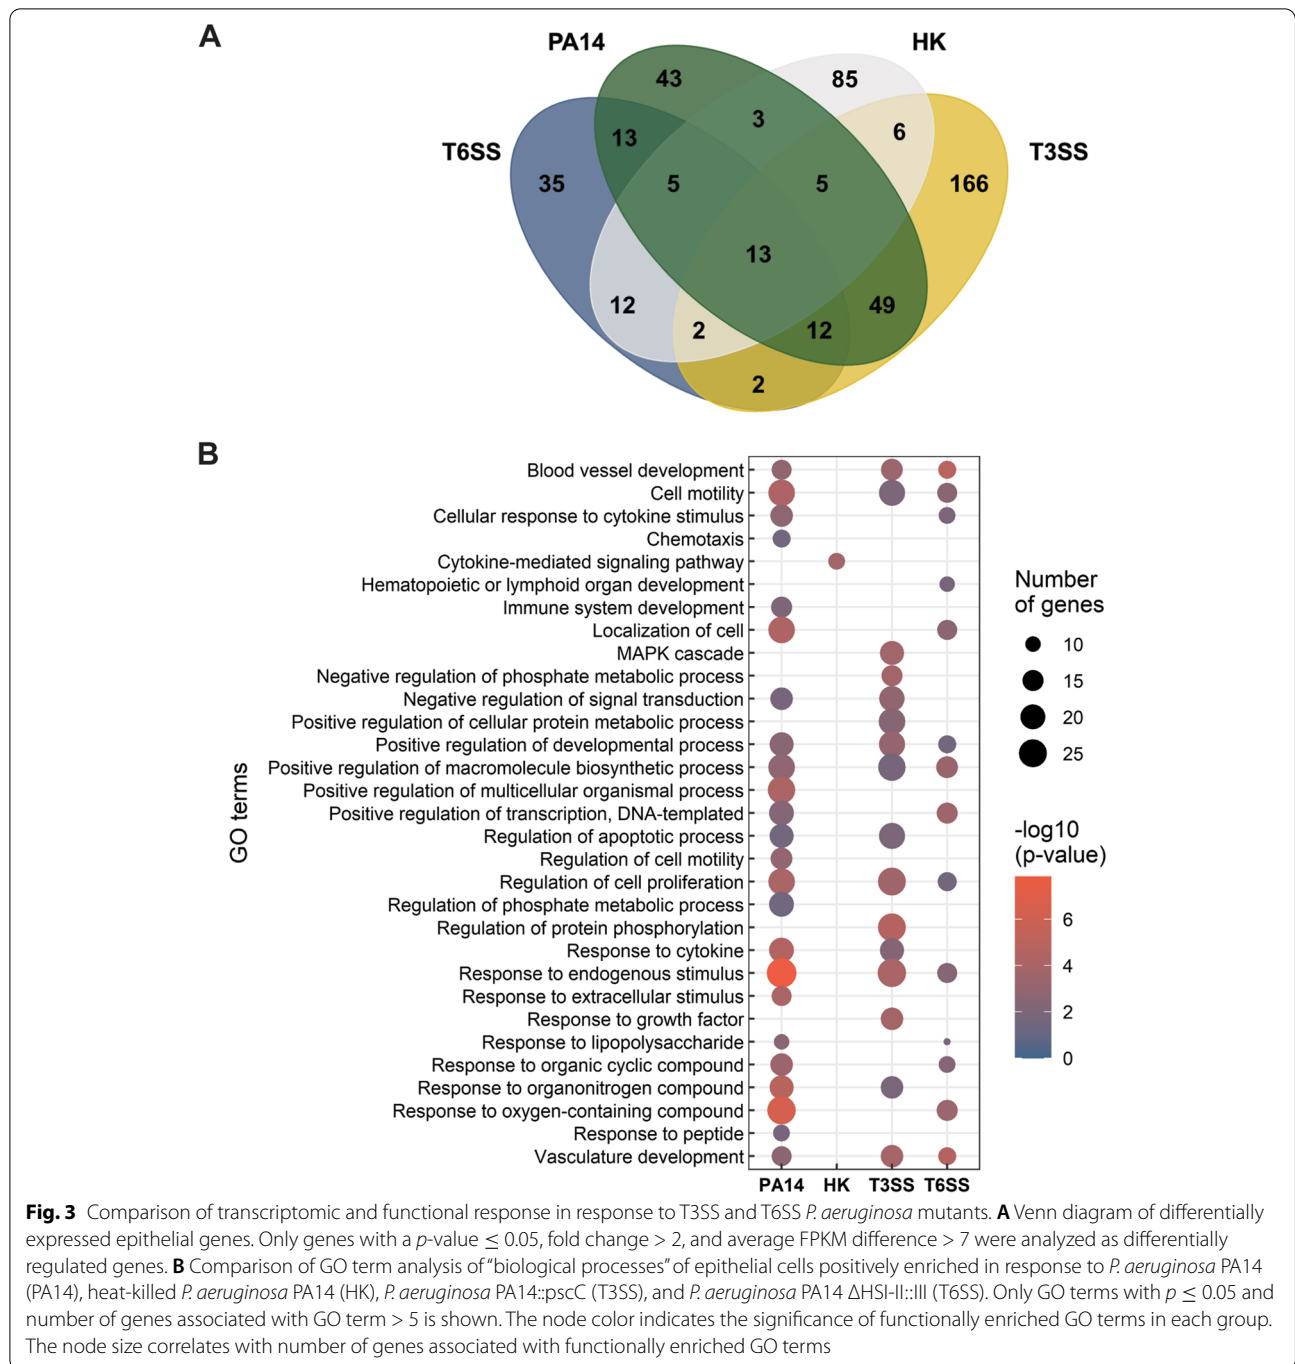 A
PA14
HK
T6SS
T3SS
43
85
3
6
13
35
5
5
166
13
12
49
2
12
2
B
GO terms
Blood vessel development
Cell motility
Cellular response to cytokine stimulus
Chemotaxis
Cytokine-mediated signaling pathway
Hematopoietic or lymphoid organ development
Immune system development
Localization of cell
MAPK cascade
Negative regulation of phosphate metabolic process
Negative regulation of signal transduction
Positive regulation of cellular protein metabolic process
Positive regulation of developmental process
Positive regulation of macromolecule biosynthetic process
Positive regulation of multicellular organismal process
Positive regulation of transcription, DNA-templated
Regulation of apoptotic process
Regulation of cell motility
Regulation of cell proliferation
Regulation of phosphate metabolic process
Regulation of protein phosphorylation
Response to cytokine
Response to endogenous stimulus
Response to extracellular stimulus
Response to growth factor
Response to lipopolysaccharide
Response to organic cyclic compound
Response to organonitrogen compound
Response to oxygen-containing compound
Response to peptide
Vasculature development
PA14 HK T3SS T6SS
Number
of genes
10
15
20
25
-log10
(p-value)
6
4
2
0
Fig. 3 Comparison of transcriptomic and functional response in response to T3SS and T6SS P. aeruginosa mutants. A Venn diagram of differentially
expressed epithelial genes. Only genes with a p-value ≤ 0.05, fold change > 2, and average FPKM difference > 7 were analyzed as differentially
regulated genes. B Comparison of GO term analysis of “biological processes” of epithelial cells positively enriched in response to P. aeruginosa PA14
(PA14), heat-killed P. aeruginosa PA14 (HK), P. aeruginosa PA14::pscC (T3SS), and P. aeruginosa PA14 ΔHSI-II::III (T6SS). Only GO terms with p ≤ 0.05 and
number of genes associated with GO term > 5 is shown. The node color indicates the significance of functionally enriched GO terms in each group.
The node size correlates with number of genes associated with functionally enriched GO terms